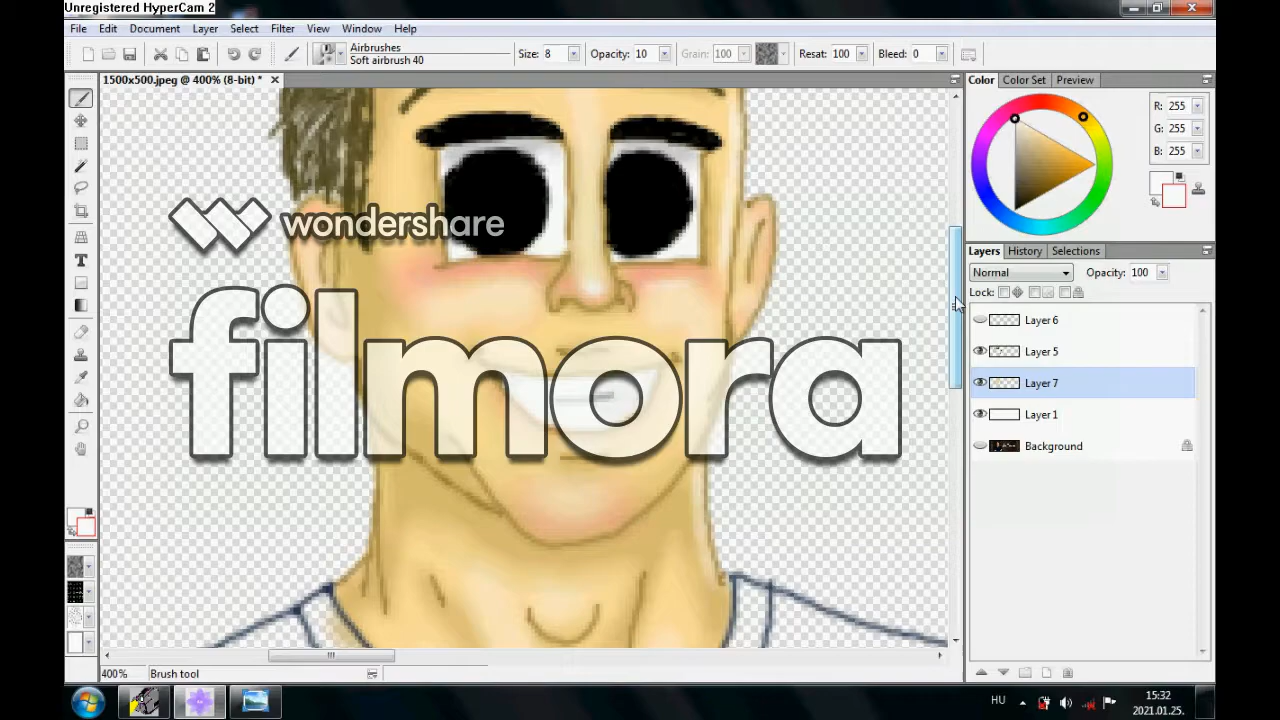 Unregistered HyperCam 2
File Edit Document Layer Select Filter View Window Help
Airbrushes
Soft airbrush 40
Size: 8 Opacity: 10 Grain: 100 Resat: 100 Bleed: 0
1500x500.jpeg @ 400% (8-bit) *
Color Color Set Preview
R: 255
G: 255
B: 255
wondershare
filmora
Layers History Selections
Normal Opacity: 100
Lock:
Layer 6
Layer 5
Layer 7
Layer 1
Background
400% Brush tool
HU
15:32
2021.01.25.